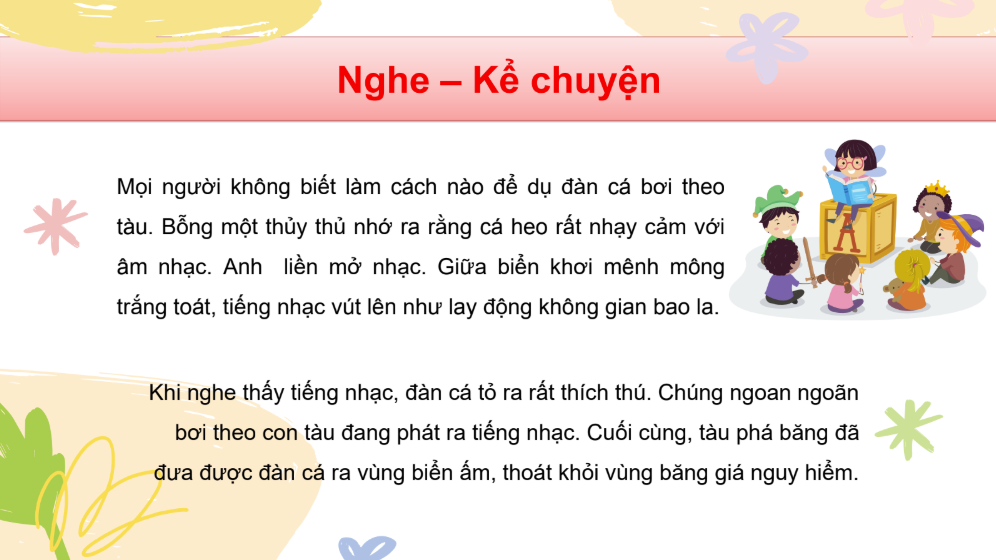 Nghe – Kể chuyện
Mọi người không biết làm cách nào để dụ đàn cá bơi theo
tàu. Bỗng một thủy thủ nhớ ra rằng cá heo rất nhạy cảm với
âm nhạc. Anh  liền mở nhạc. Giữa biển khơi mênh mông
trắng toát, tiếng nhạc vút lên như lay động không gian bao la.
Khi nghe thấy tiếng nhạc, đàn cá tỏ ra rất thích thú. Chúng ngoan ngoãn
bơi theo con tàu đang phát ra tiếng nhạc. Cuối cùng, tàu phá băng đã
đưa được đàn cá ra vùng biển ấm, thoát khỏi vùng băng giá nguy hiểm.